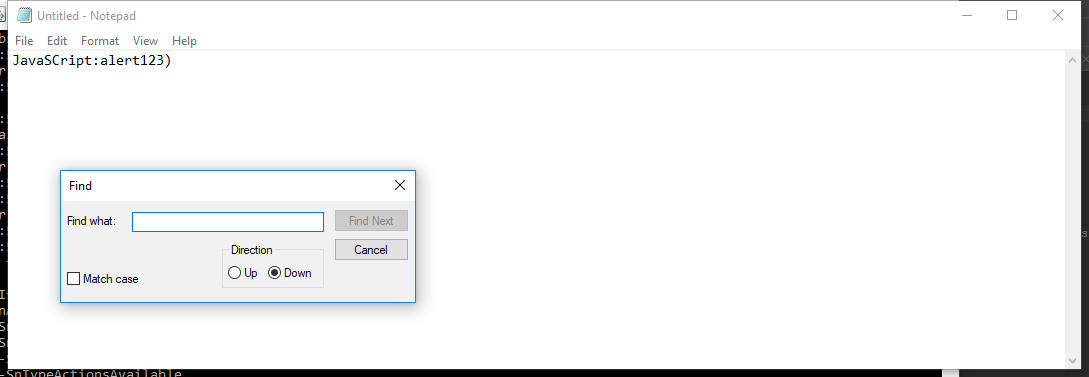 Untitled - Notepad
File Edit Format View Help
JavaSCript:alert123)
Find
Find what:
Find Next
Cancel
Direction
Up Down
Match case
-SnTypeActionsAvailable